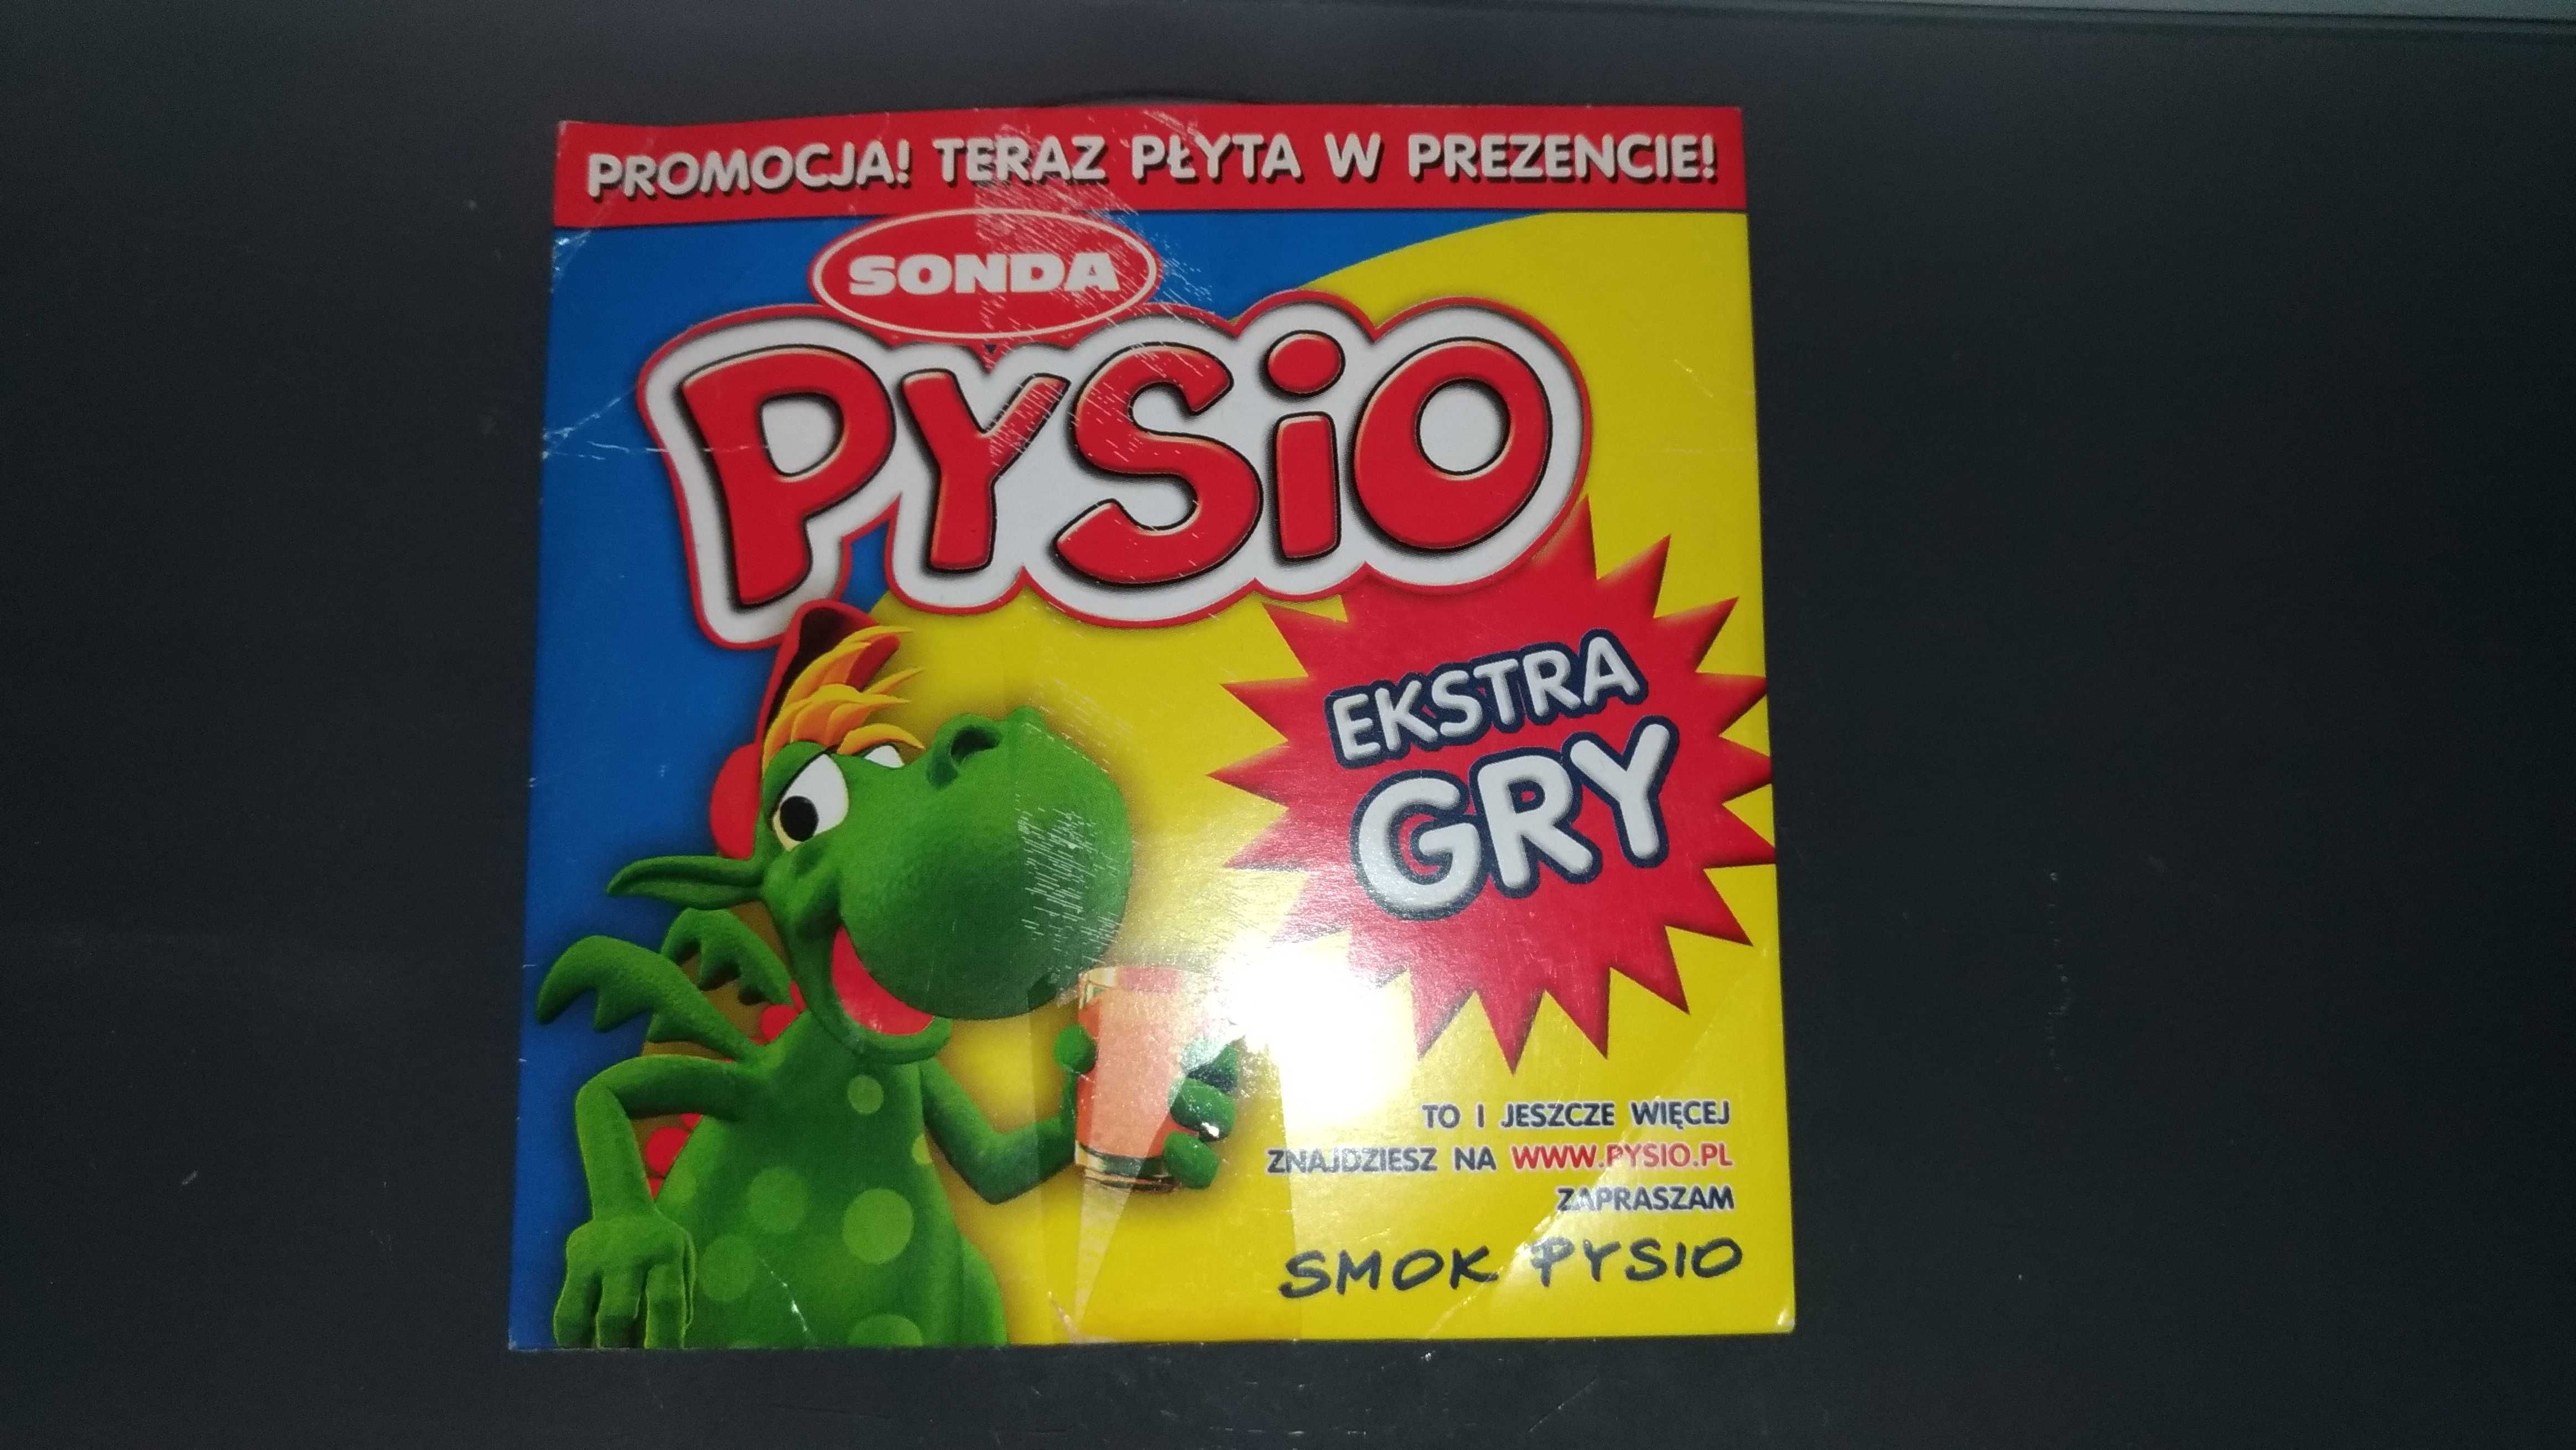 PROMOCJA! TERAZ PŁYTA W PREZENCIE!
SONDA
PYSiO
EKSTRA
GRY
TO I JESZCZE WIĘCEJ
ZNAJDZIESZ NA WWW.PYSIO.PL
ZAPRASZAM
SMOK PYSIO